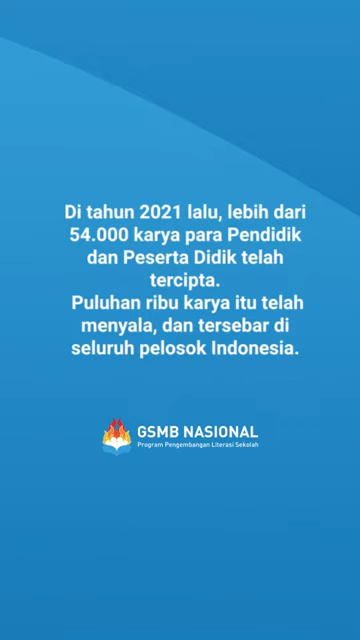 Di tahun 2021 lalu, lebih dari
54.000 karya para Pendidik
dan Peserta Didik telah
tercipta.
Puluhan ribu karya itu telah
menyala, dan tersebar di
seluruh pelosok Indonesia.
GSMB NASIONAL
Program Pengembangan Literasi Sekolah